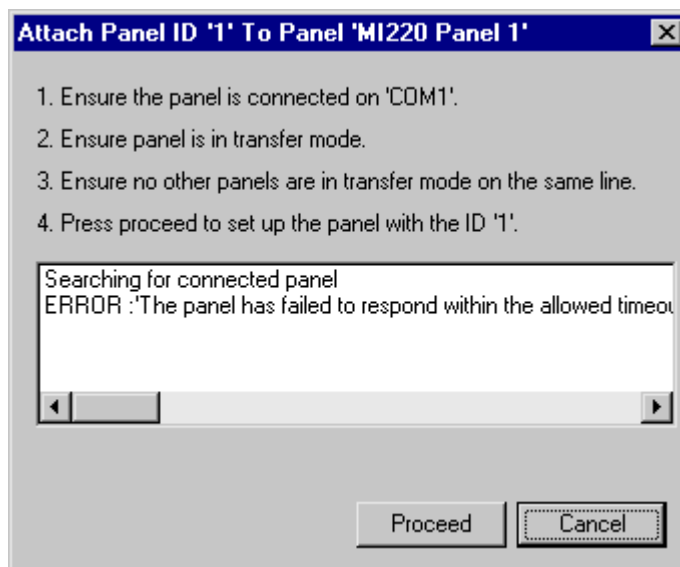 Attach Panel ID '1' To Panel 'MI220 Panel 1'
1. Ensure the panel is connected on 'COM1'.
2. Ensure panel is in transfer mode.
3. Ensure no other panels are in transfer mode on the same line.
4. Press proceed to set up the panel with the ID '1'.
Searching for connected panel
ERROR :'The panel has failed to respond within the allowed timeou
Proceed
Cancel